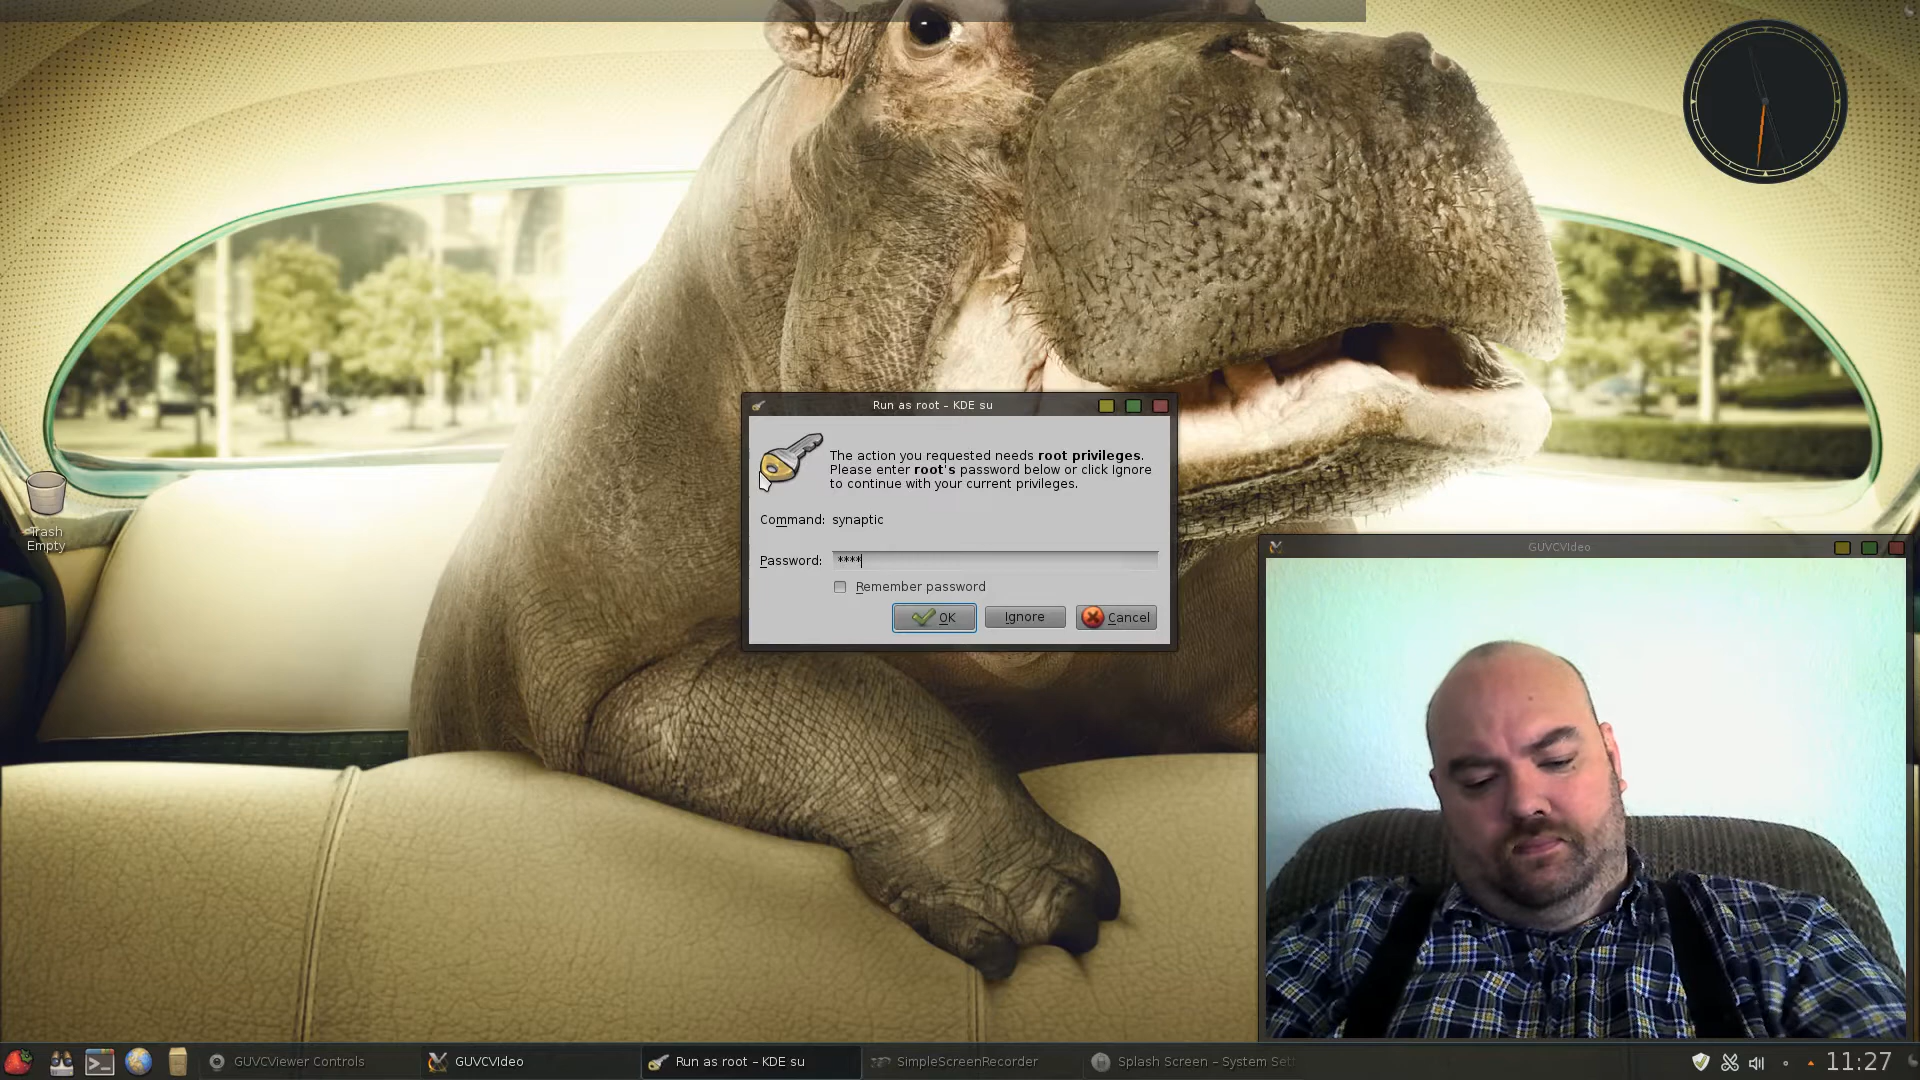 Run as root – KDE su
The action you requested needs root privileges.
Please enter root's password below or click Ignore
to continue with your current privileges.
Command: synaptic
Password: ****
Remember password
OK
Ignore
Cancel
Trash
Empty
GUVCVIdeo
GUVCViewer Controls
GUVCVIdeo
Run as root – KDE su
SimpleScreenRecorder
Splash Screen – System Sett
11:27